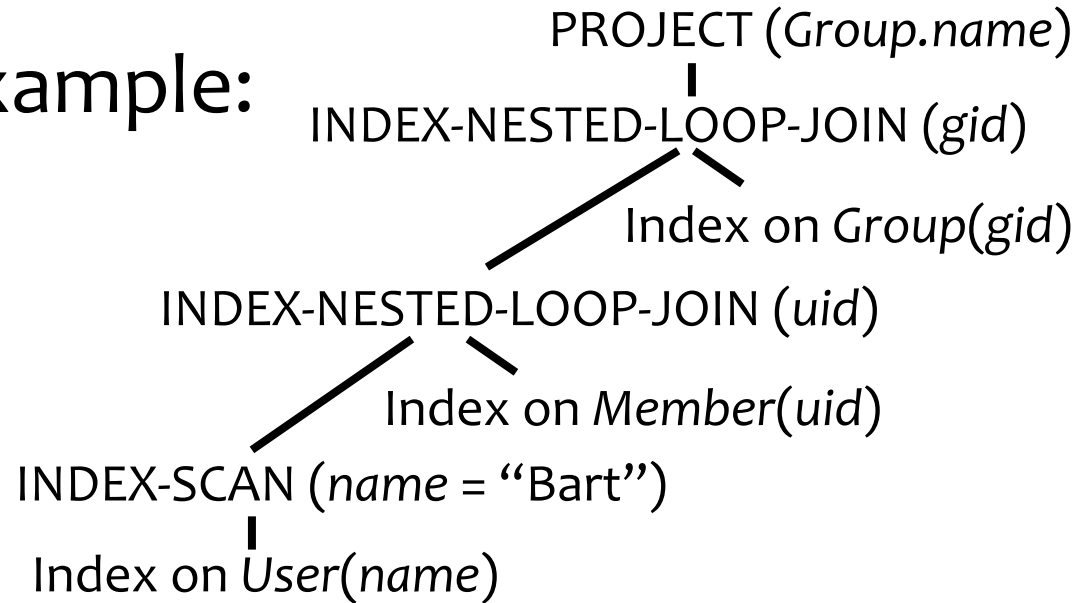 PROJECT (Group.name)
xample:
INDEX-NESTED-LOOP-JOIN (gid)
Index on Group(gid)
INDEX-NESTED-LOOP-JOIN (uid)
Index on Member(uid)
INDEX-SCAN (name = “Bart”)
Index on User(name)